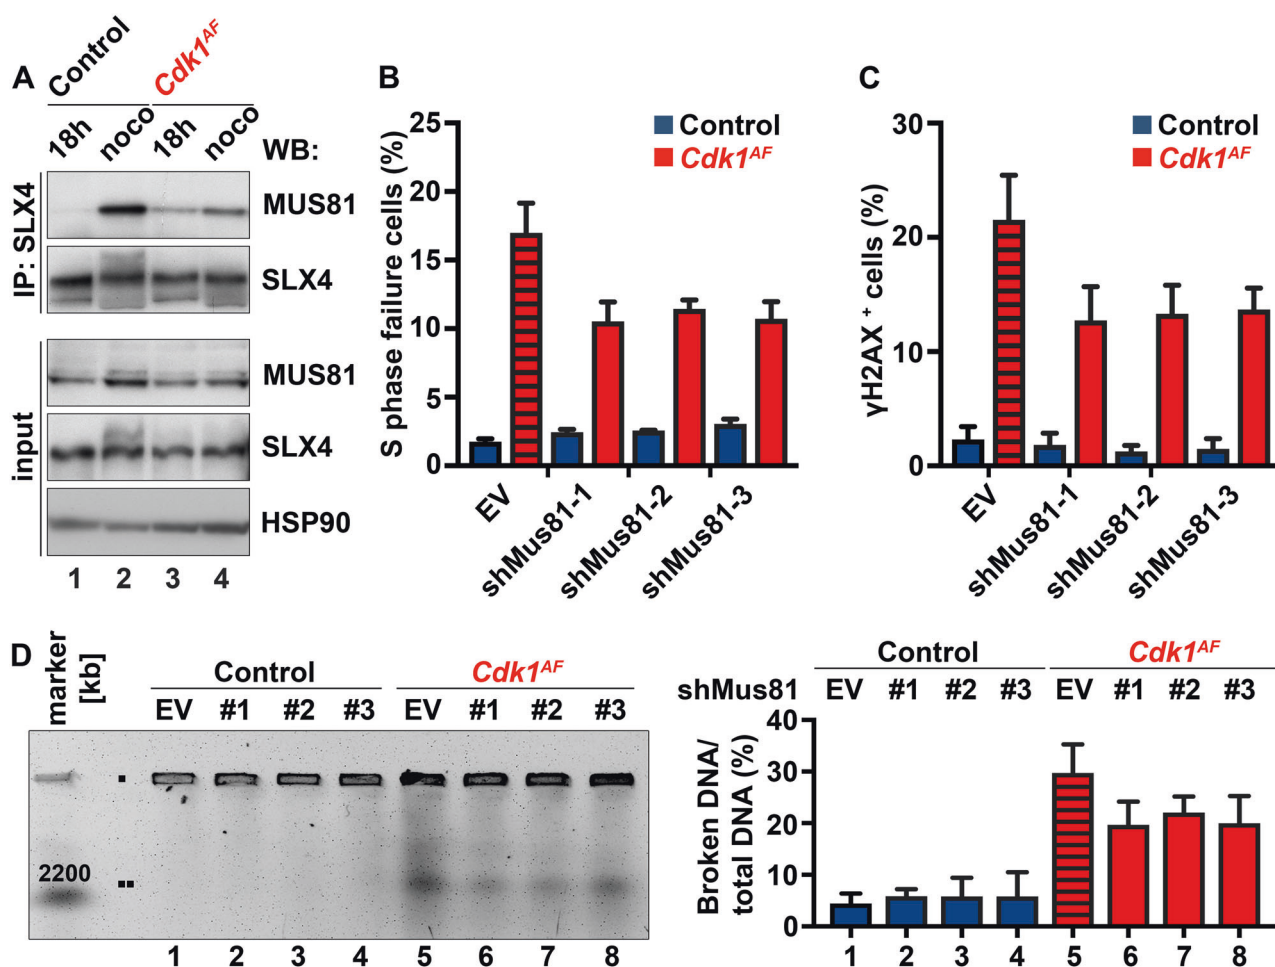 A
Control
Cdk1AF
18h noco 18h noco WB:
IP: SLX4
MUS81
SLX4
input
MUS81
SLX4
HSP90
1 2 3 4
B
Control
Cdk1AF
S phase failure cells (%)
25
20
15
10
5
0
EV
shMus81-1
shMus81-2
shMus81-3
C
Control
Cdk1AF
γH2AX + cells (%)
30
20
10
0
EV
shMus81-1
shMus81-2
shMus81-3
D
marker
[kb]
Control Cdk1AF
EV #1 #2 #3 EV #1 #2 #3
2200
1 2 3 4 5 6 7 8
Control Cdk1AF
shMus81 EV #1 #2 #3 EV #1 #2 #3
Broken DNA/
total DNA (%)
40
30
20
10
0
1 2 3 4 5 6 7 8